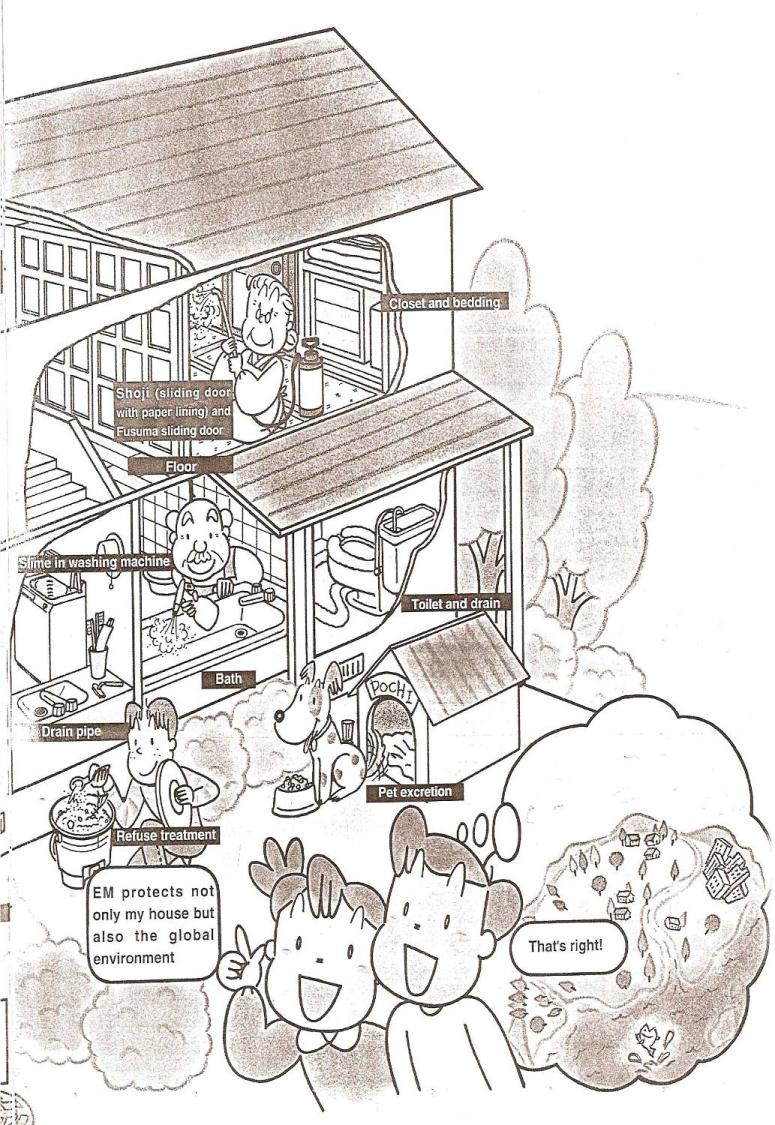 Closet and bedding
Shoji (sliding door
with paper lining) and
Fusuma sliding door
Floor
Slime in washing machine
Toilet and drain
Bath
POCHI
Drain pipe
Pet excretion
Refuse treatment
EM protects not
only my house but
also the global
environment
That's right!